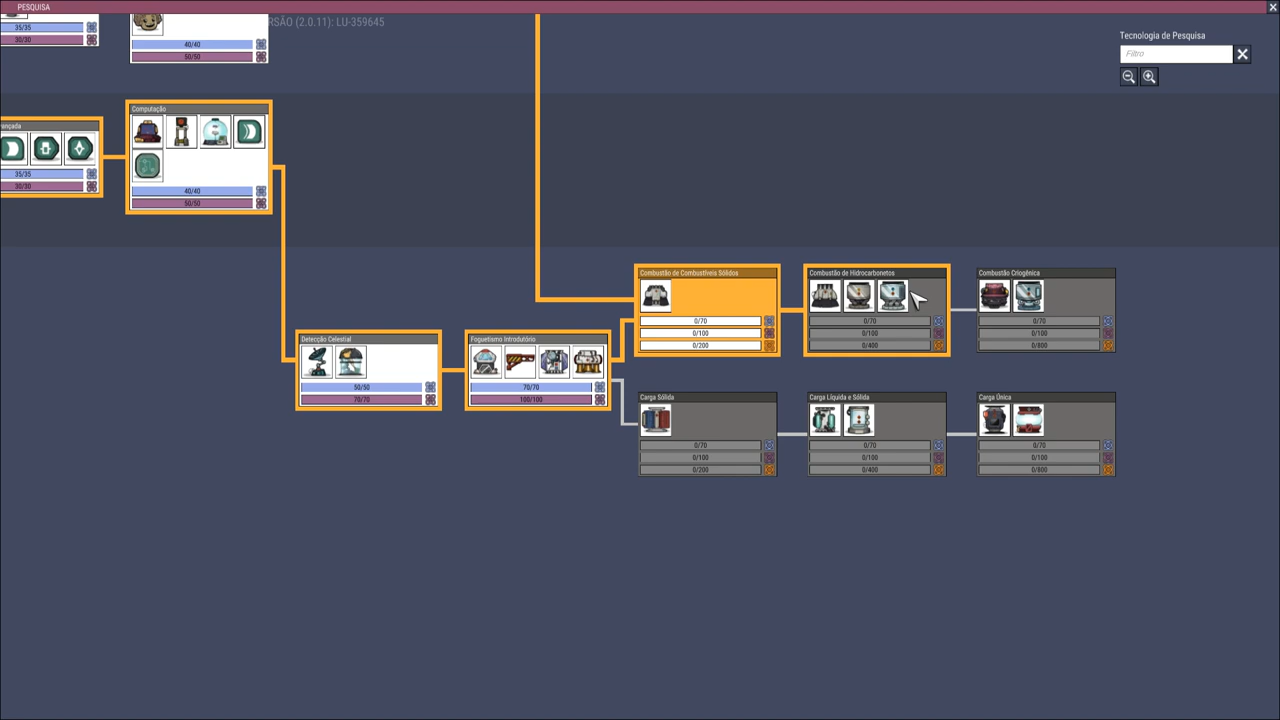 PESQUISA
RSÃO (2.0.11): LU-359645
Tecnologia de Pesquisa
Filtro
35/35
30/30
40/40
50/50
Computação
35/35
30/30
40/40
50/50
Combustão de Combustíveis Sólidos
0/70
0/100
0/200
Combustão de Hidrocarbonetos
0/70
0/100
0/400
Combustão Criogênica
0/70
0/100
0/800
Detecção Celestial
50/50
70/70
Foguetismo Introdutório
70/70
100/100
Carga Sólida
0/70
0/100
0/200
Carga Líquida e Sólida
0/70
0/100
0/400
Carga Única
0/70
0/100
0/800